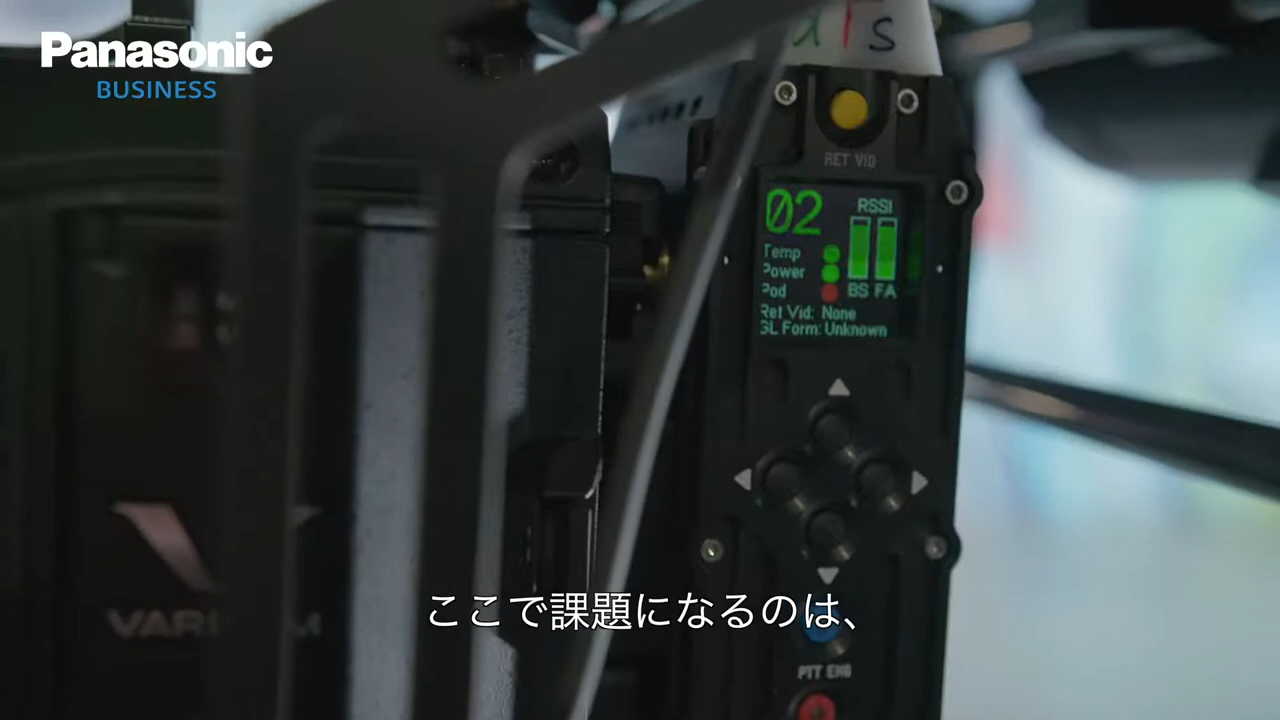 Panasonic
BUSINESS
S
RET VID
02
RSSI
Temp
Power
Pod
BS FA
Ret Vid: None
GL Form: Unknown
ここで課題になるのは、
PTT ENG